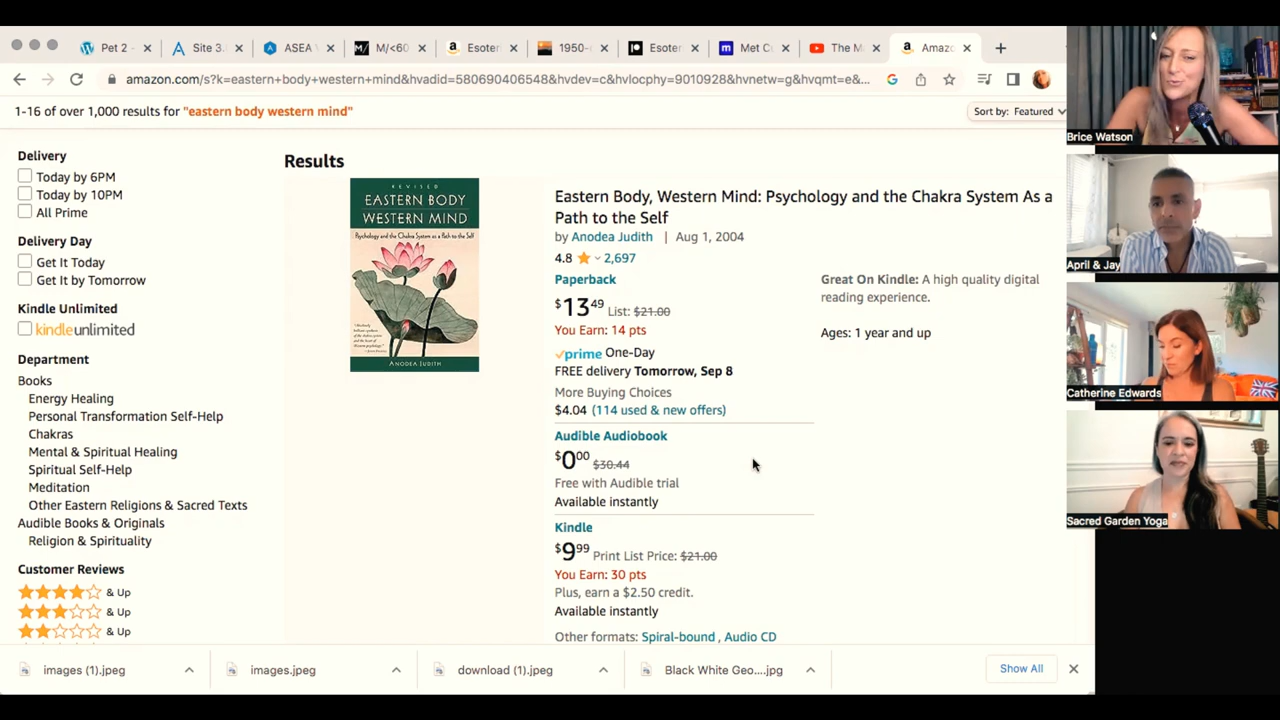 Pet 2 -
Site 3.
ASEA V
M/<60
Esoter
1950-
Esoter
Met C
The M
Amaz
amazon.com/s?k=eastern+body+western+mind&hvadid=580690406548&hvdev=c&hvlocphy=9010928&hvnetw=g&hvqmt=e&...
1-16 of over 1,000 results for "eastern body western mind"
Sort by: Featured
Delivery
Today by 6PM
Today by 10PM
All Prime
Delivery Day
Get It Today
Get It by Tomorrow
Kindle Unlimited
kindleunlimited
Department
Books
Energy Healing
Personal Transformation Self-Help
Chakras
Mental & Spiritual Healing
Spiritual Self-Help
Meditation
Other Eastern Religions & Sacred Texts
Audible Books & Originals
Religion & Spirituality
Customer Reviews
& Up
& Up
& Up
Results
REVISED
EASTERN BODY
WESTERN MIND
Psychology and the Chakra System As a Path to the Self
ANODEA JUDITH
Eastern Body, Western Mind: Psychology and the Chakra System As a
Path to the Self
by Anodea Judith | Aug 1, 2004
4.8 2,697
Paperback
$13 49 List: $21.00
You Earn: 14 pts
prime One-Day
FREE delivery Tomorrow, Sep 8
More Buying Choices
$4.04 (114 used & new offers)
Audible Audiobook
$0 00 $30.44
Free with Audible trial
Available instantly
Kindle
$9 99 Print List Price: $21.00
You Earn: 30 pts
Plus, earn a $2.50 credit.
Available instantly
Other formats: Spiral-bound , Audio CD
Great On Kindle: A high quality digital
reading experience.
Ages: 1 year and up
Brice Watson
April & Jay
Catherine Edwards
Sacred Garden Yoga
images (1).jpeg
images.jpeg
download (1).jpeg
Black White Geo....jpg
Show All